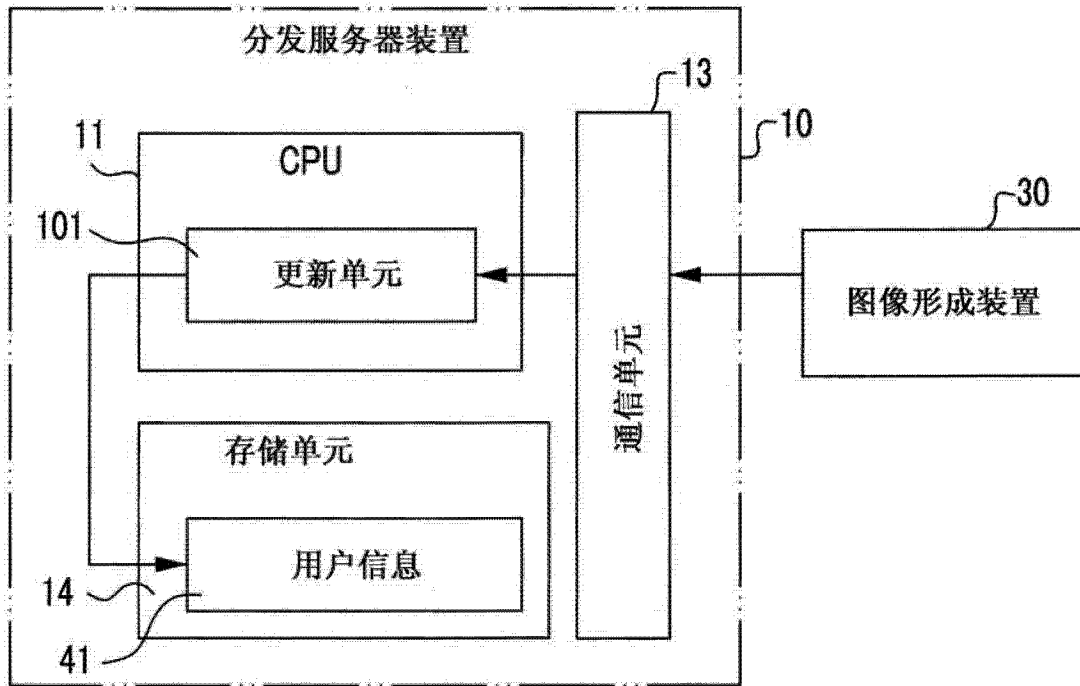 分发服务器装置
13
10
11
CPU
30
101
更新单元
图像形成装置
通信单元
存储单元
用户信息
14
41